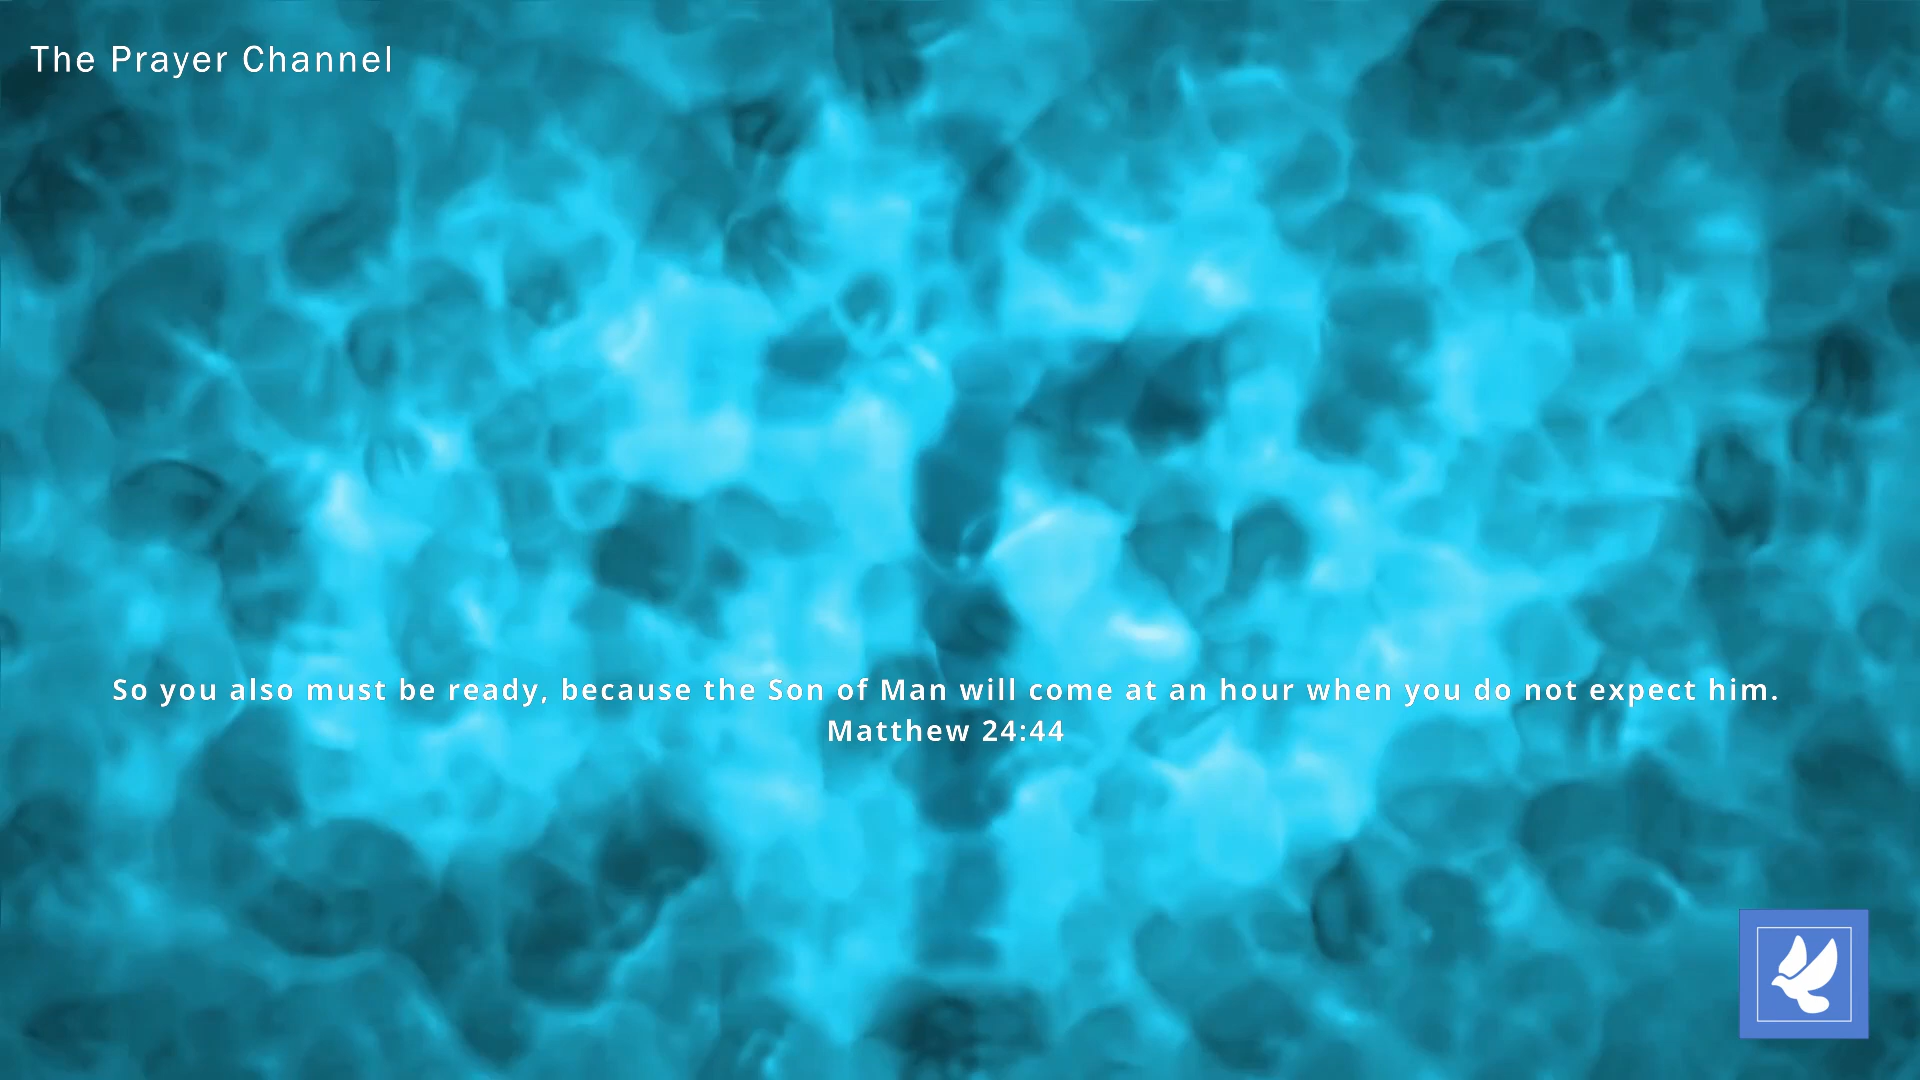 The Prayer Channel
So you also must be ready, because the Son of Man will come at an hour when you do not expect him.
Matthew 24:44